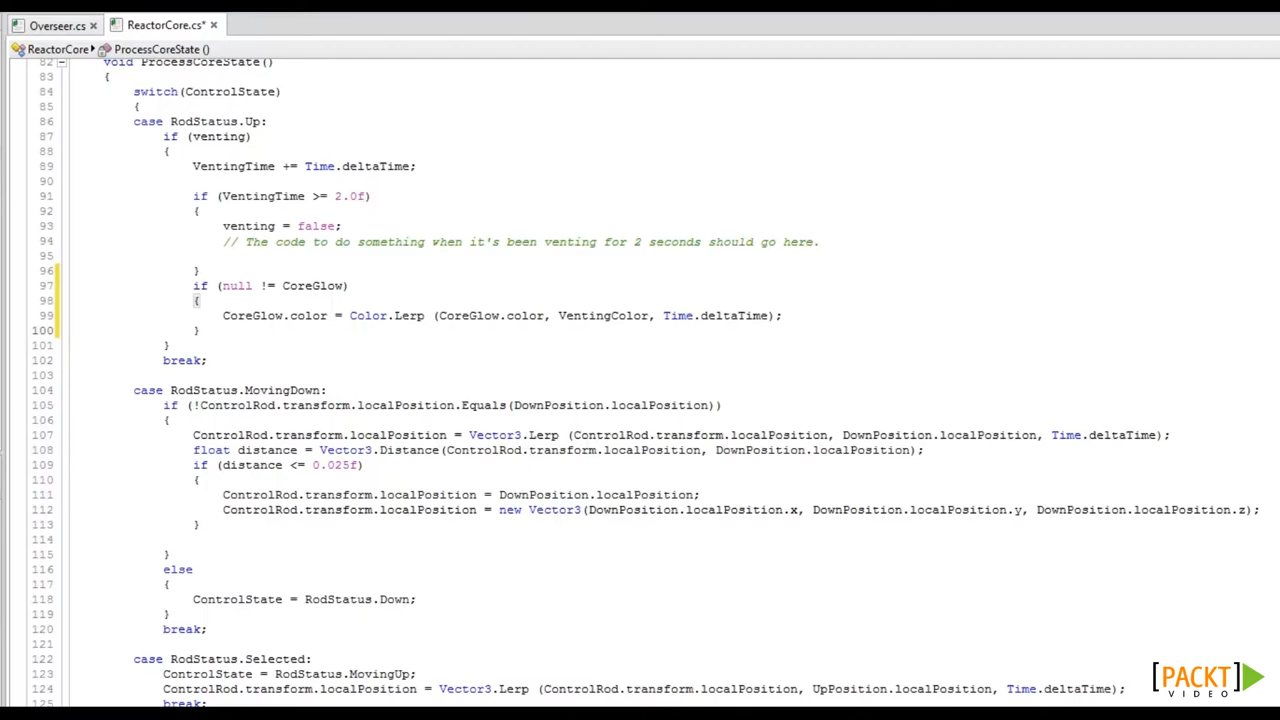 Overseer.cs
ReactorCore.cs*
ReactorCore
ProcessCoreState ()
82 void ProcessCoreState()
83 {
84 switch(ControlState)
85 {
86 case RodStatus.Up:
87 if (venting)
88 {
89 VentingTime += Time.deltaTime;
90
91 if (VentingTime >= 2.0f)
92 {
93 venting = false;
94 // The code to do something when it's been venting for 2 seconds should go here.
95
96 }
97 if (null != CoreGlow)
98 {
99 CoreGlow.color = Color.Lerp (CoreGlow.color, VentingColor, Time.deltaTime);
100 }
101 }
102 break;
103
104 case RodStatus.MovingDown:
105 if (!ControlRod.transform.localPosition.Equals(DownPosition.localPosition))
106 {
107 ControlRod.transform.localPosition = Vector3.Lerp (ControlRod.transform.localPosition, DownPosition.localPosition, Time.deltaTime);
108 float distance = Vector3.Distance(ControlRod.transform.localPosition, DownPosition.localPosition);
109 if (distance <= 0.025f)
110 {
111 ControlRod.transform.localPosition = DownPosition.localPosition;
112 ControlRod.transform.localPosition = new Vector3(DownPosition.localPosition.x, DownPosition.localPosition.y, DownPosition.localPosition.z);
113 }
114
115 }
116 else
117 {
118 ControlState = RodStatus.Down;
119 }
120 break;
121
122 case RodStatus.Selected:
123 ControlState = RodStatus.MovingUp;
124 ControlRod.transform.localPosition = Vector3.Lerp (ControlRod.transform.localPosition, UpPosition.localPosition, Time.deltaTime);
125 break;
[PACKT]
VIDEO